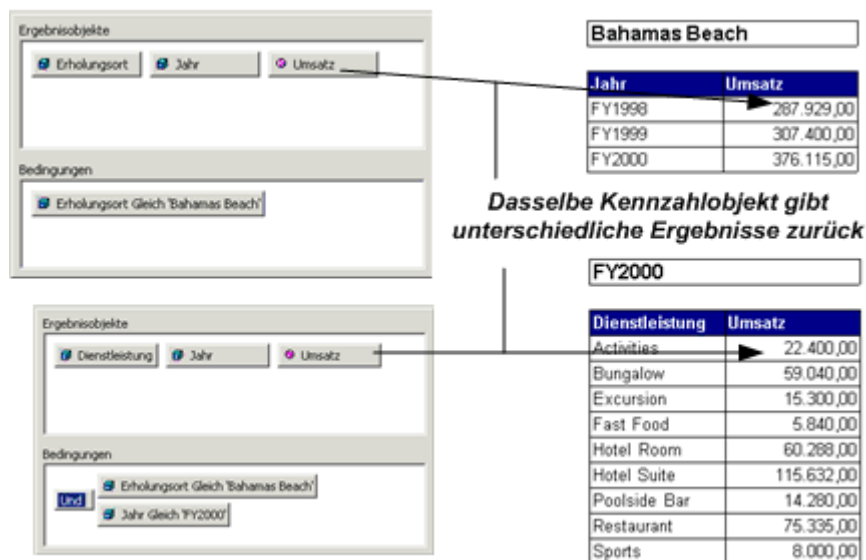 Ergebnisobjekte
Erholungsort Jahr Umsatz
Bedingungen
Erholungsort Gleich 'Bahamas Beach'
Bahamas Beach
Jahr Umsatz
FY1998 287.929,00
FY1999 307.400,00
FY2000 376.115,00
Dasselbe Kennzahlobjekt gibt
unterschiedliche Ergebnisse zurück
Ergebnisobjekte
Dienstleistung Jahr Umsatz
Bedingungen
Und
Erholungsort Gleich 'Bahamas Beach'
Jahr Gleich 'FY2000'
FY2000
Dienstleistung Umsatz
Activities 22.400,00
Bungalow 59.040,00
Excursion 15.300,00
Fast Food 5.840,00
Hotel Room 60.288,00
Hotel Suite 115.632,00
Poolside Bar 14.280,00
Restaurant 75.335,00
Sports 8.000,00